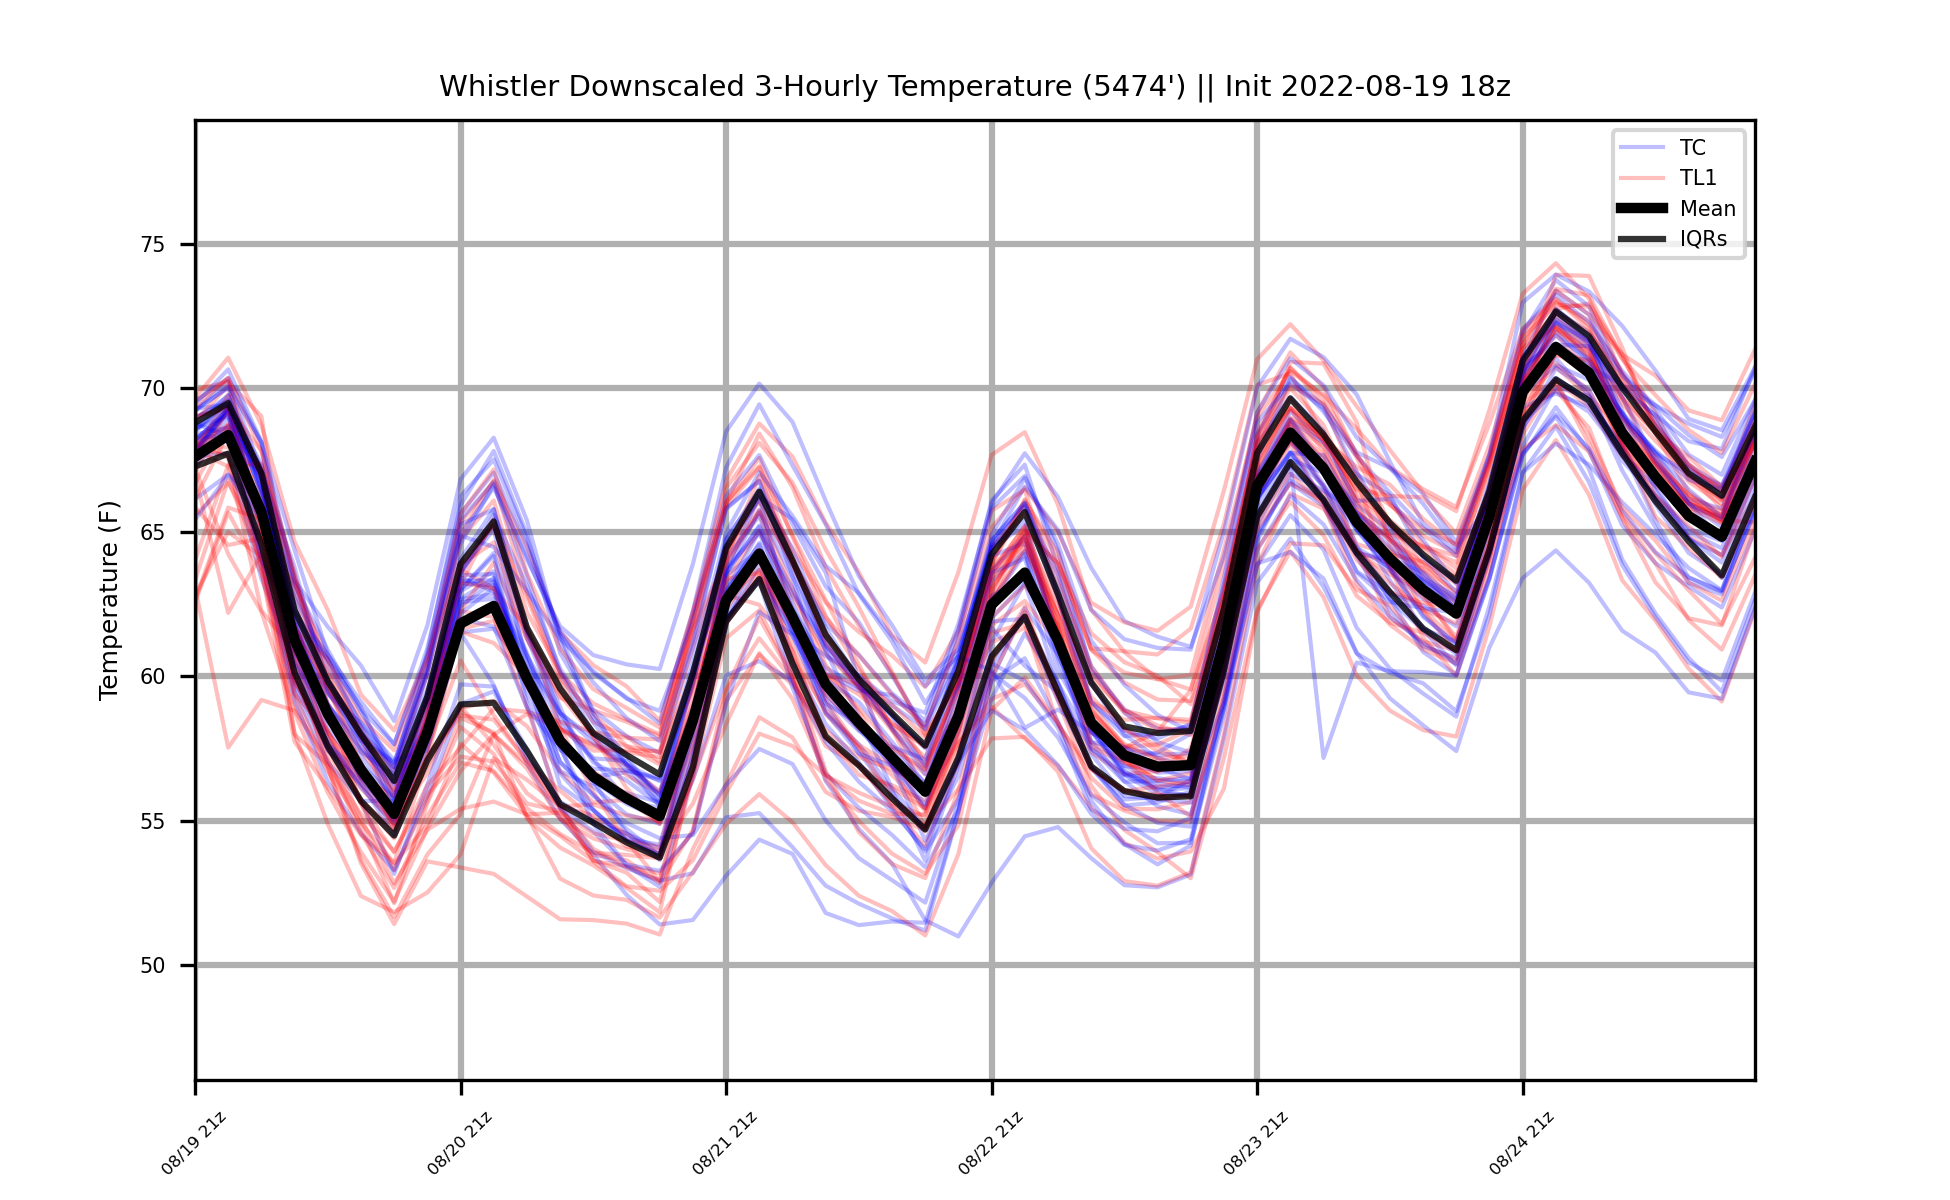 Whistler Downscaled 3-Hourly Temperature (5474') || Init 2022-08-19 18z
TC
TL1
Mean
IQRs
Temperature (F)
75
70
65
60
55
50
08/19 21z
08/20 21z
08/21 21z
08/22 21z
08/23 21z
08/24 21z